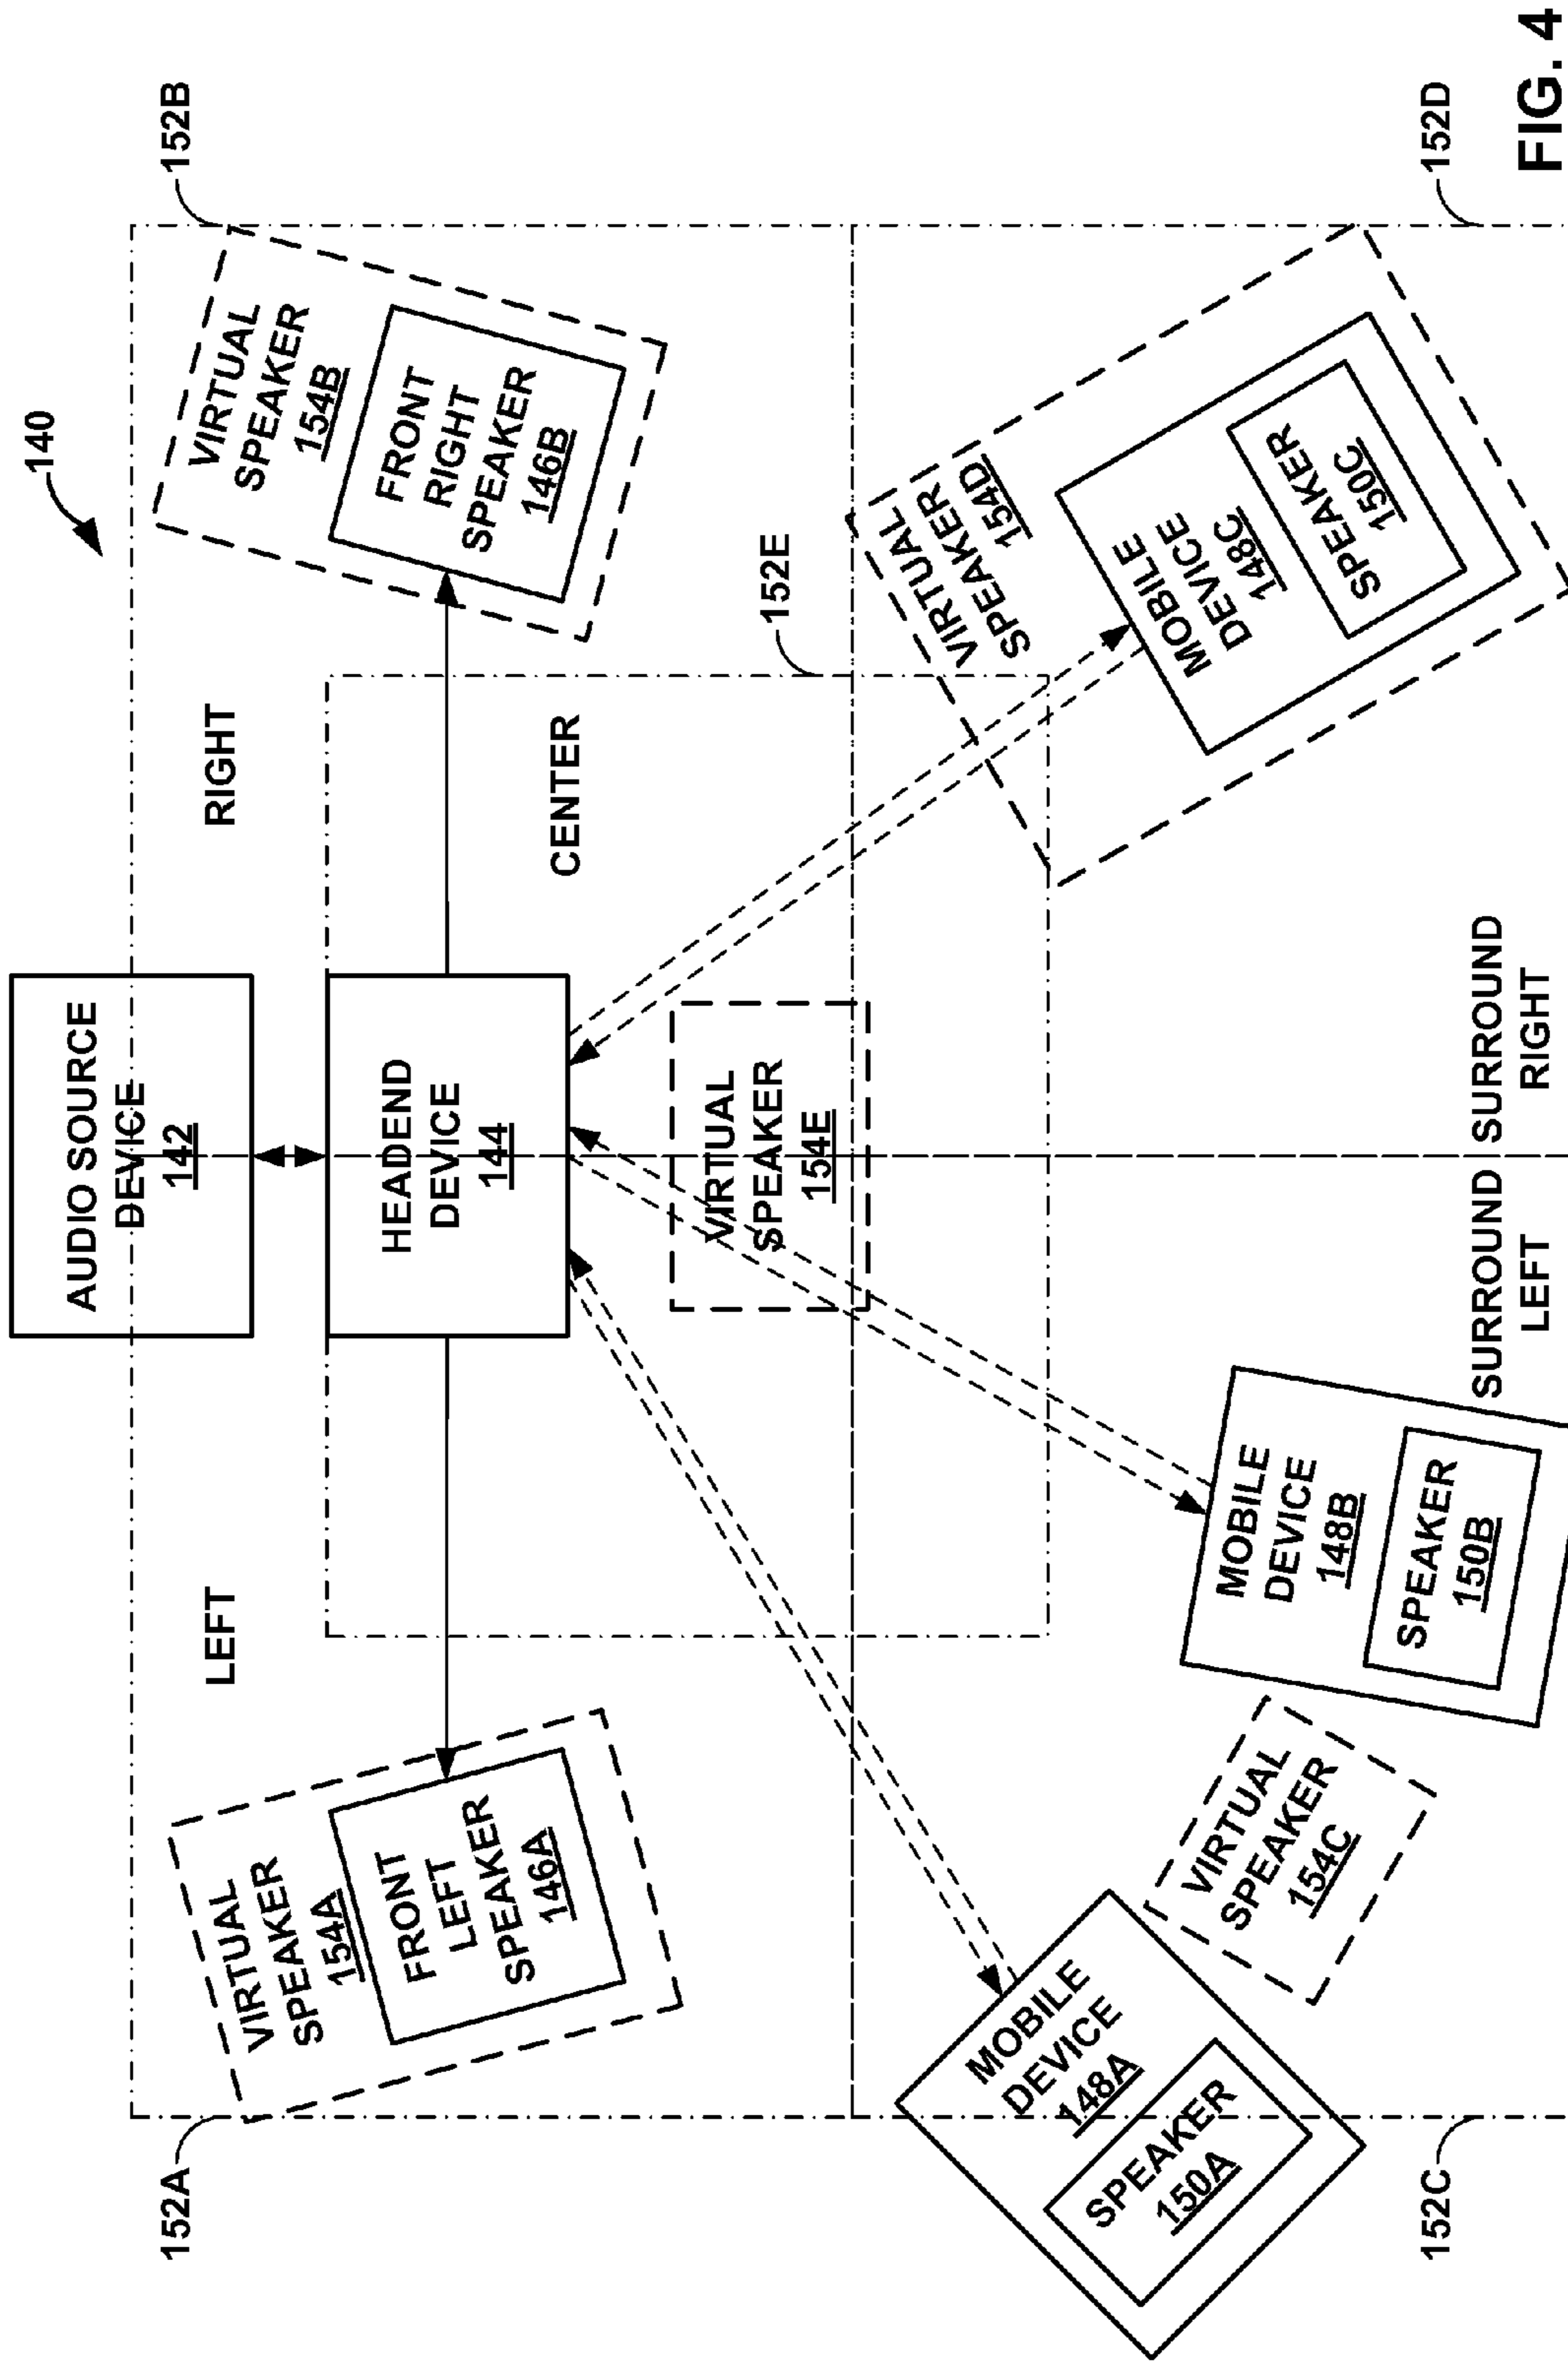 140
AUDIO SOURCE
DEVICE
142
152A
152B
LEFT
RIGHT
VIRTUAL
SPEAKER
154A
FRONT
LEFT
SPEAKER
146A
HEADEND
DEVICE
144
VIRTUAL
SPEAKER
154B
FRONT
RIGHT
SPEAKER
146B
CENTER
152E
VIRTUAL
SPEAKER
154E
MOBILE
DEVICE
148A
SPEAKER
150A
VIRTUAL
SPEAKER
154C
MOBILE
DEVICE
148B
SPEAKER
150B
VIRTUAL
SPEAKER
154D
MOBILE
DEVICE
148C
SPEAKER
150C
152C
SURROUND
LEFT
SURROUND
RIGHT
152D
FIG. 4